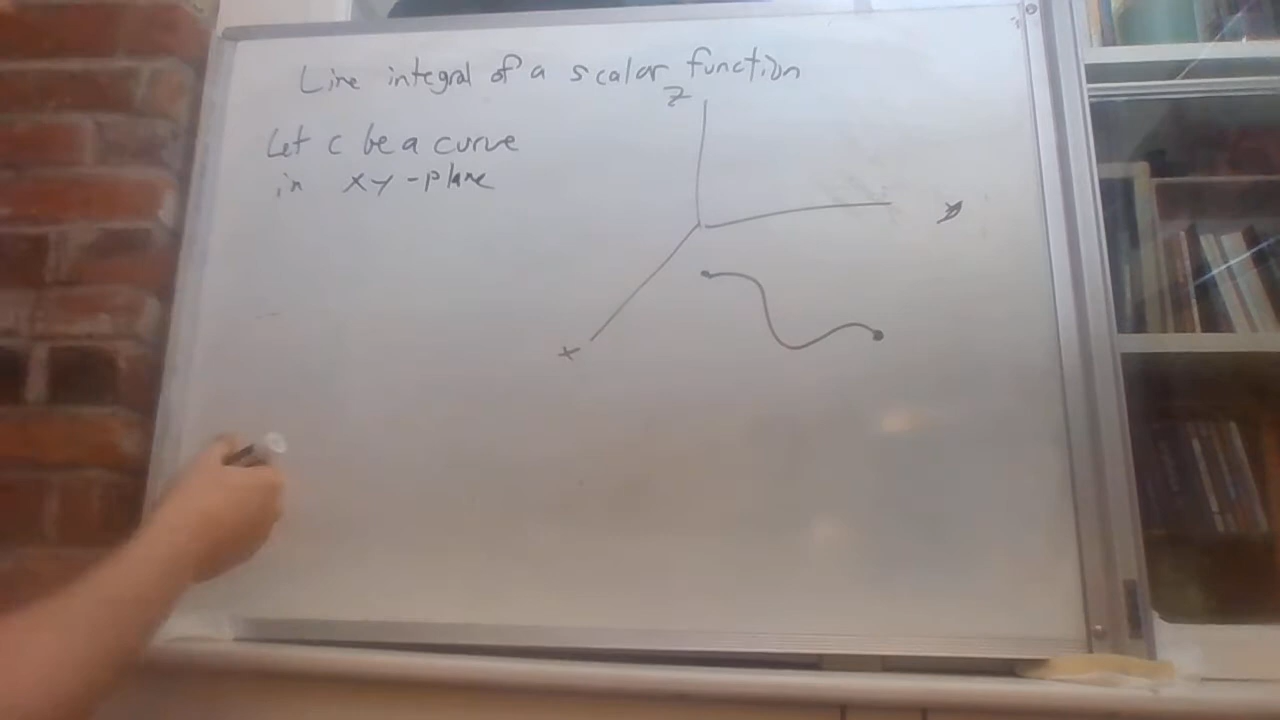 Line integral of a scalar function
Let C be a curve
in xy-plane
z
x